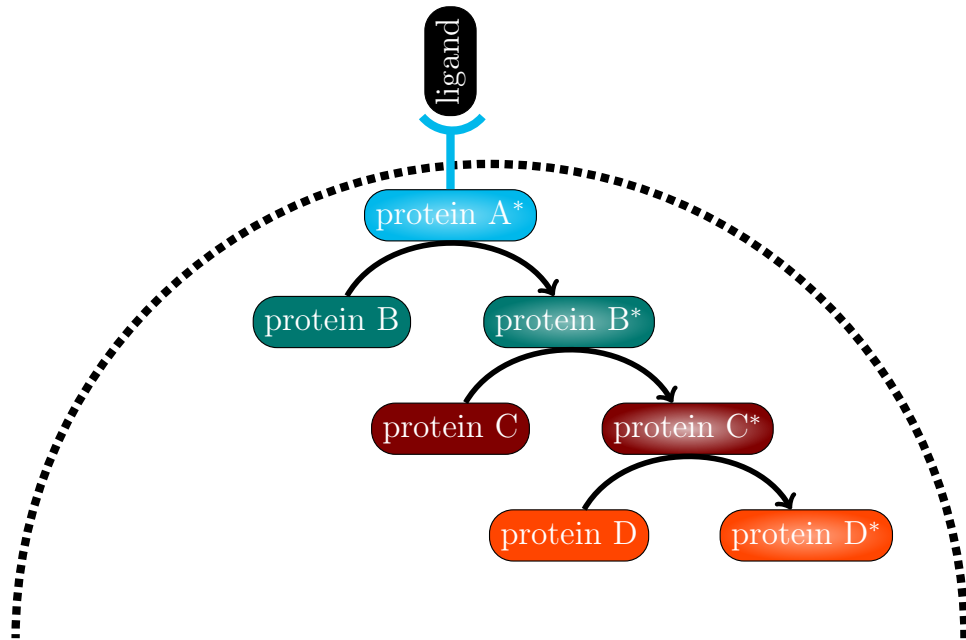 ligand
protein A*
protein B
protein B*
protein C
protein C*
protein D
protein D*